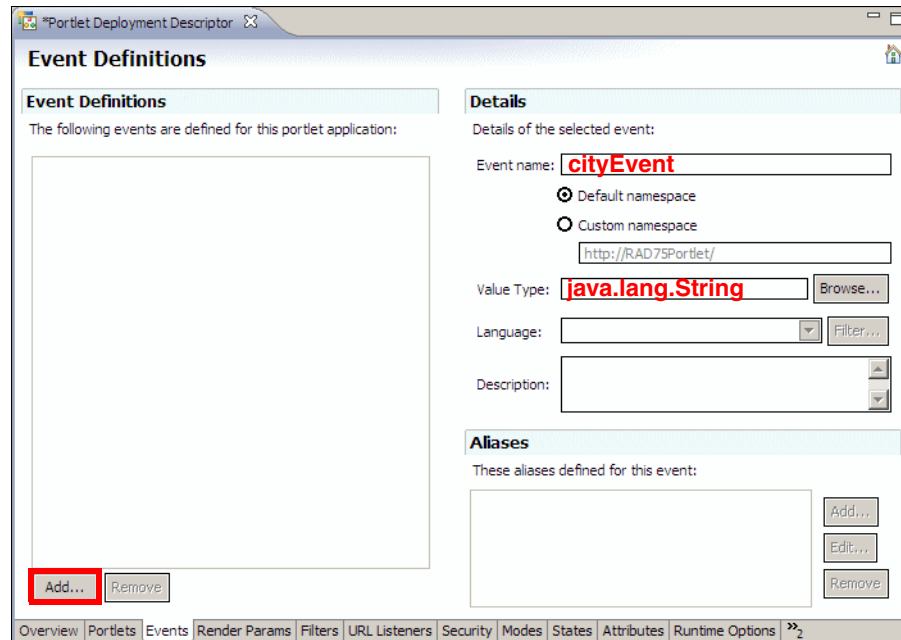 *Portlet Deployment Descriptor
Event Definitions
Event Definitions
The following events are defined for this portlet application:
Add...
Remove
Details
Details of the selected event:
Event name: cityEvent
Default namespace
Custom namespace
http://RAD75Portlet/
Value Type: java.lang.String Browse...
Language: Filter...
Description:
Aliases
These aliases defined for this event:
Add...
Edit...
Remove
Overview Portlets Events Render Params Filters URL Listeners Security Modes States Attributes Runtime Options »2